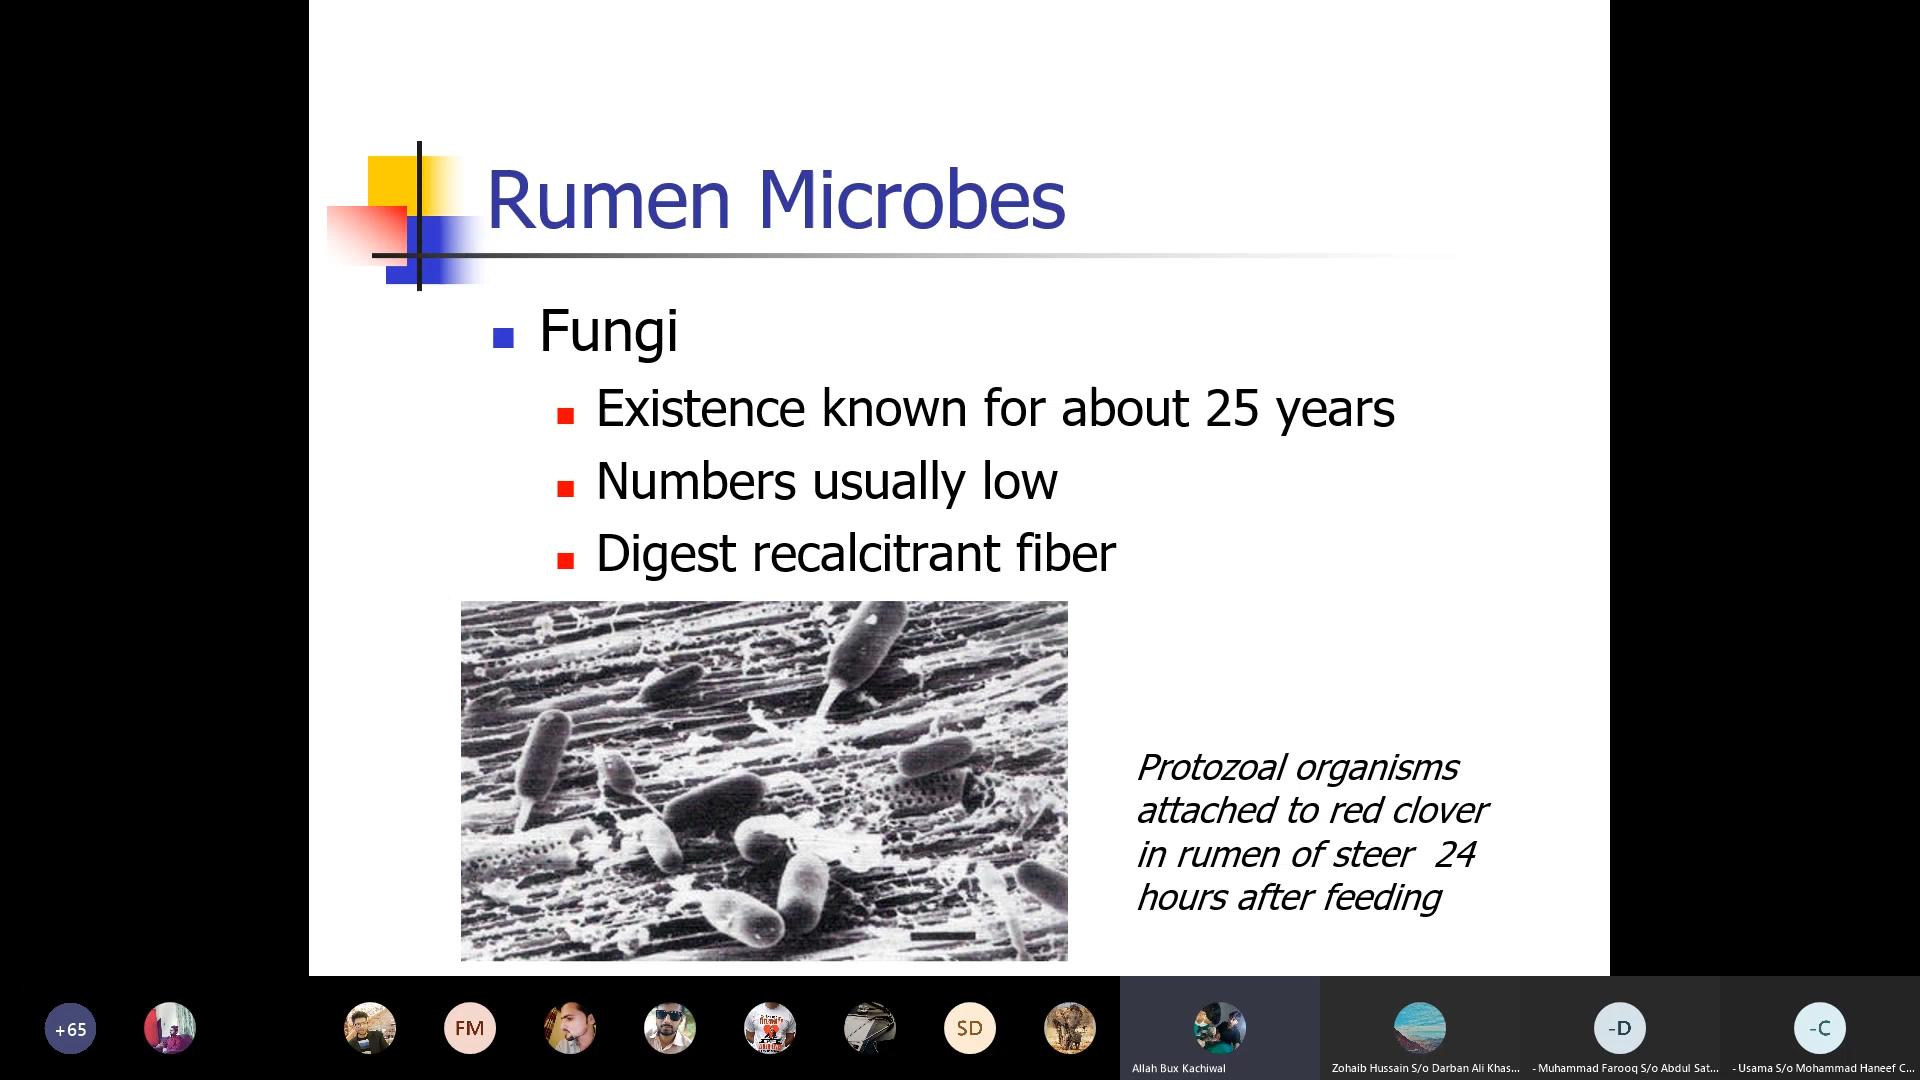 Rumen Microbes
Fungi
Existence known for about 25 years
Numbers usually low
Digest recalcitrant fiber
Protozoal organisms
attached to red clover
in rumen of steer 24
hours after feeding
+65
FM
SD
-D
-C
Allah Bux Kachiwal
Zohaib Hussain S/o Darban Ali Khas...
- Muhammad Farooq S/o Abdul Sat...
- Usama S/o Mohammad Haneef C...